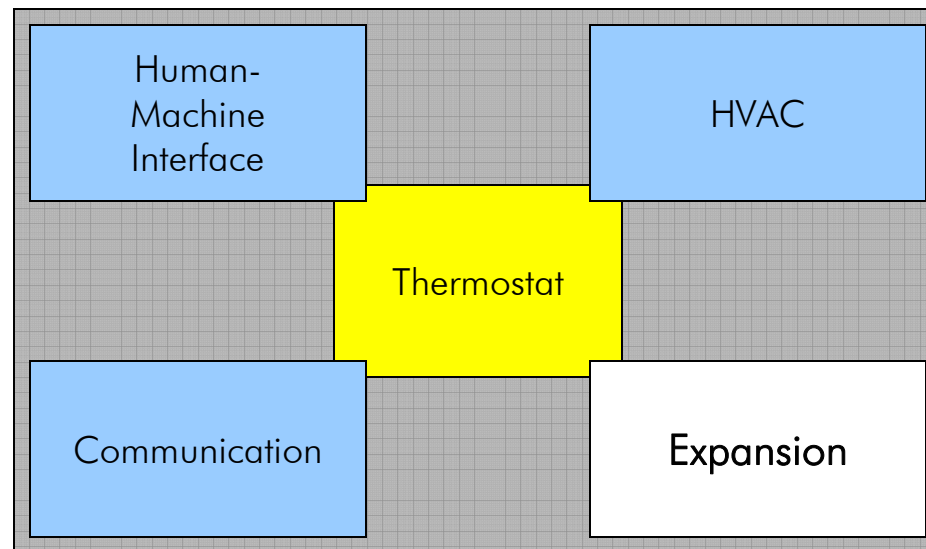 Human-
Machine
Interface
HVAC
Thermostat
Communication
Expansion